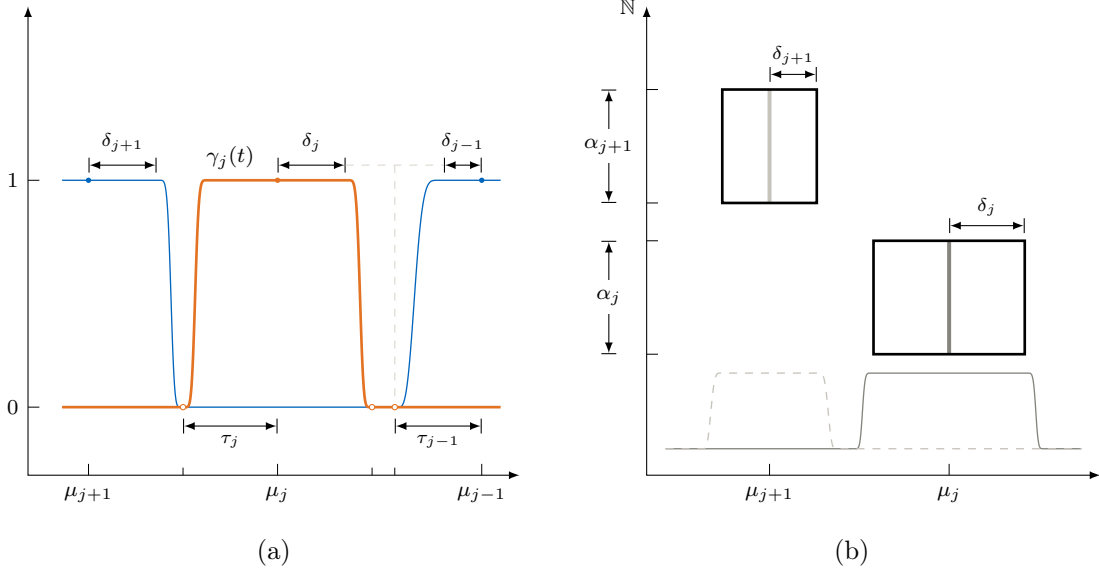 δ_{j+1}
γ_j(t)
δ_j
δ_{j−1}
1
0
τ_j
τ_{j−1}
μ_{j+1}
μ_j
μ_{j−1}
(a)
ℕ
δ_{j+1}
α_{j+1}
δ_j
α_j
μ_{j+1}
μ_j
(b)